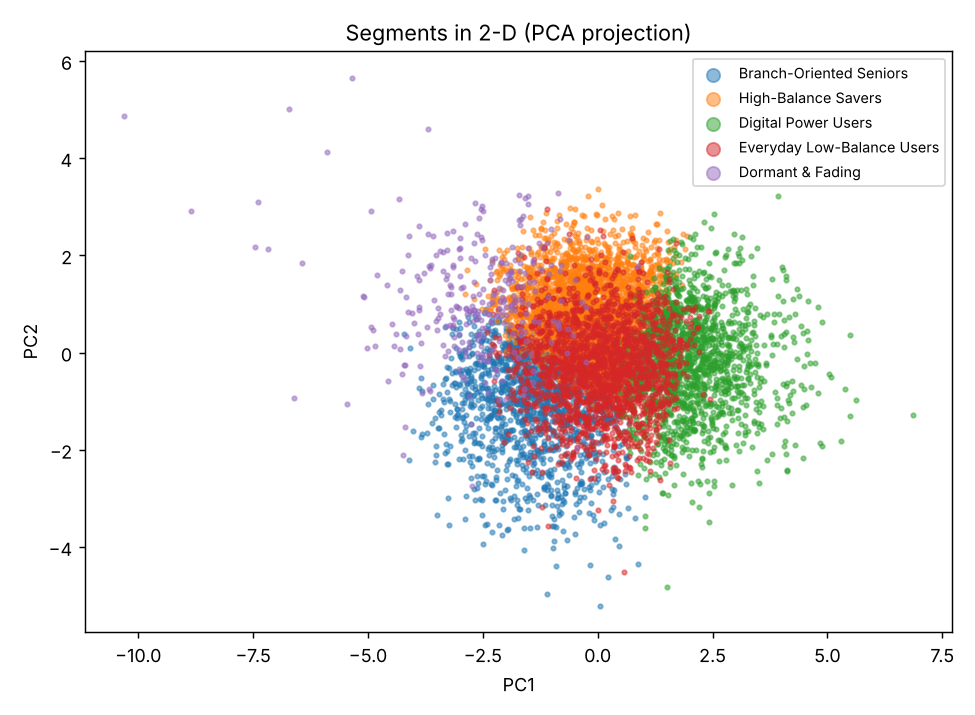 Segments in 2-D (PCA projection)
Branch-Oriented Seniors
High-Balance Savers
Digital Power Users
Everyday Low-Balance Users
Dormant & Fading
6
4
2
0
−2
−4
PC2
−10.0 −7.5 −5.0 −2.5 0.0 2.5 5.0 7.5
PC1